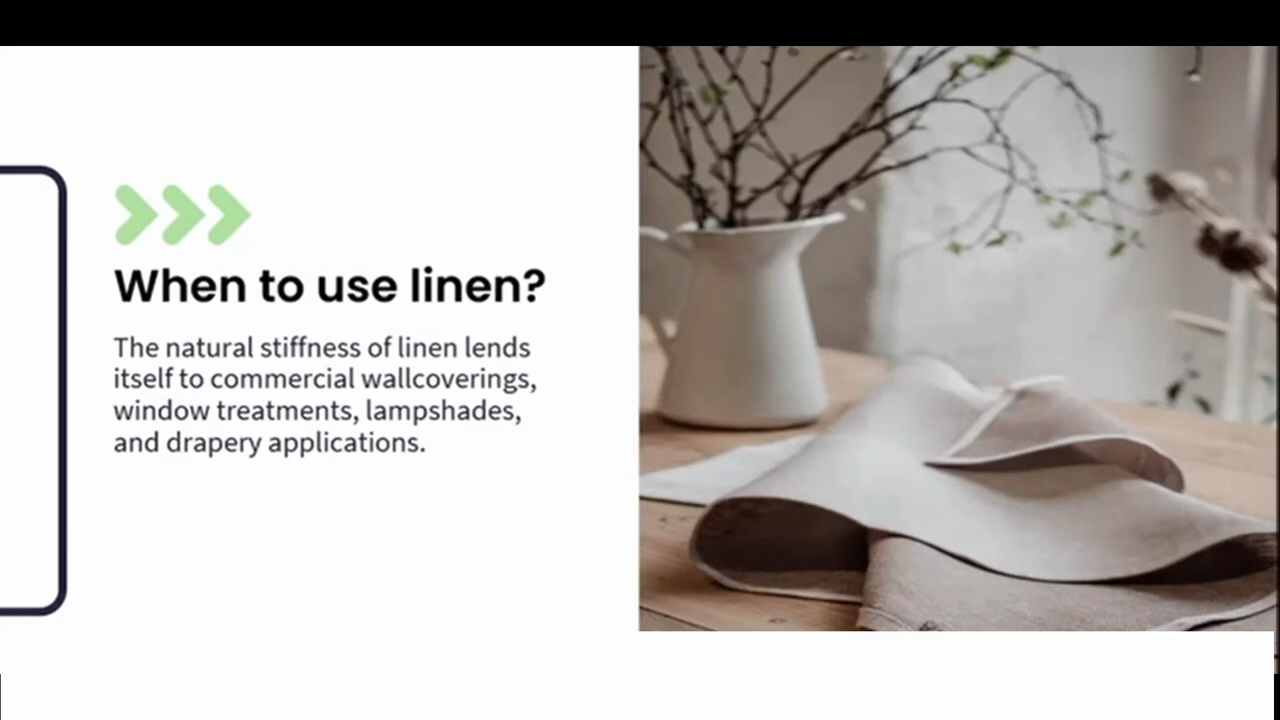 When to use linen?
The natural stiffness of linen lends
itself to commercial wallcoverings,
window treatments, lampshades,
and drapery applications.